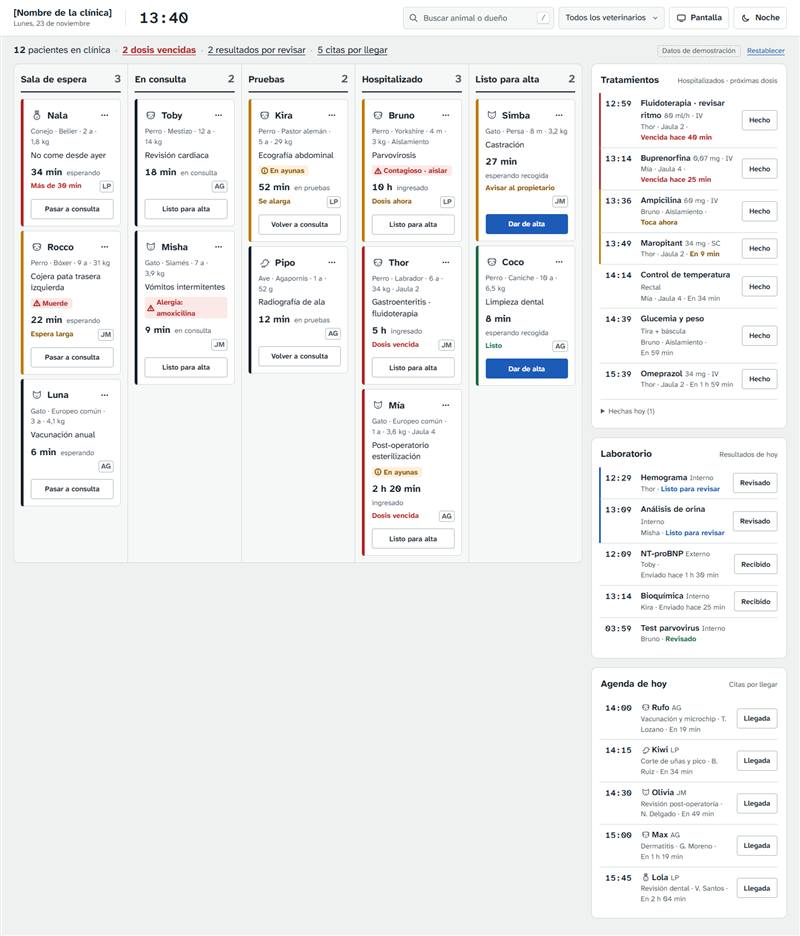 [Nombre de la clínica]
Lunes, 23 de noviembre
13:40
Buscar animal o dueño
/
Todos los veterinarios
Pantalla
Noche
12 pacientes en clínica · 2 dosis vencidas · 2 resultados por revisar · 5 citas por llegar
Datos de demostración
Restablecer
Sala de espera 3
Nala
Conejo · Belier · 2 a ·
1,8 kg
No come desde ayer
34 min esperando
Más de 30 min
LP
Pasar a consulta
Rocco
Perro · Bóxer · 9 a · 31 kg
Cojera pata trasera
izquierda
Muerde
22 min esperando
Espera larga
JM
Pasar a consulta
Luna
Gato · Europeo común ·
3 a · 4,1 kg
Vacunación anual
6 min esperando
AG
Pasar a consulta
En consulta 2
Toby
Perro · Mestizo · 12 a ·
14 kg
Revisión cardiaca
18 min en consulta
AG
Listo para alta
Misha
Gato · Siamés · 7 a ·
3,9 kg
Vómitos intermitentes
Alergia:
amoxicilina
9 min en consulta
JM
Listo para alta
Pruebas 2
Kira
Perro · Pastor alemán ·
5 a · 29 kg
Ecografía abdominal
En ayunas
52 min en pruebas
Se alarga
LP
Volver a consulta
Pipo
Ave · Agapornis · 1 a ·
52 g
Radiografía de ala
12 min en pruebas
AG
Volver a consulta
Hospitalizado 3
Bruno
Perro · Yorkshire · 4 m ·
3 kg · Aislamiento
Parvovirosis
Contagioso - aislar
10 h ingresado
Dosis ahora
LP
Listo para alta
Thor
Perro · Labrador · 6 a ·
34 kg · Jaula 2
Gastroenteritis -
fluidoterapia
5 h ingresado
Dosis vencida
JM
Listo para alta
Mía
Gato · Europeo común ·
1 a · 3,6 kg · Jaula 4
Post-operatorio
esterilización
En ayunas
2 h 20 min
ingresado
Dosis vencida
AG
Listo para alta
Listo para alta 2
Simba
Gato · Persa · 8 m · 3,2 kg
Castración
27 min
esperando recogida
Avisar al propietario
JM
Dar de alta
Coco
Perro · Caniche · 10 a ·
6,5 kg
Limpieza dental
8 min
esperando recogida
Listo
AG
Dar de alta
Tratamientos
Hospitalizados · próximas dosis
12:59
Fluidoterapia - revisar
ritmo 80 ml/h · IV
Thor · Jaula 2 ·
Vencida hace 40 min
Hecho
13:14
Buprenorfina 0,07 mg · IV
Mía · Jaula 4 ·
Vencida hace 25 min
Hecho
13:36
Ampicilina 60 mg · IV
Bruno · Aislamiento ·
Toca ahora
Hecho
13:49
Maropitant 34 mg · SC
Thor · Jaula 2 · En 9 min
Hecho
14:14
Control de temperatura
Rectal
Mía · Jaula 4 · En 34 min
Hecho
14:39
Glucemia y peso
Tira + báscula
Bruno · Aislamiento ·
En 59 min
Hecho
15:39
Omeprazol 34 mg · IV
Thor · Jaula 2 · En 1 h 59 min
Hecho
Hechas hoy (1)
Laboratorio
Resultados de hoy
12:29
Hemograma Interno
Thor · Listo para revisar
Revisado
13:09
Análisis de orina
Interno
Misha · Listo para revisar
Revisado
12:09
NT-proBNP Externo
Toby ·
Enviado hace 1 h 30 min
Recibido
13:14
Bioquímica Interno
Kira · Enviado hace 25 min
Recibido
03:59
Test parvovirus Interno
Bruno · Revisado
Agenda de hoy
Citas por llegar
14:00
Rufo AG
Vacunación y microchip · T.
Lozano · En 19 min
Llegada
14:15
Kiwi LP
Corte de uñas y pico · B.
Ruiz · En 34 min
Llegada
14:30
Olivia JM
Revisión post-operatoria ·
N. Delgado · En 49 min
Llegada
15:00
Max AG
Dermatitis · G. Moreno ·
En 1 h 19 min
Llegada
15:45
Lola LP
Revisión dental · V. Santos ·
En 2 h 04 min
Llegada